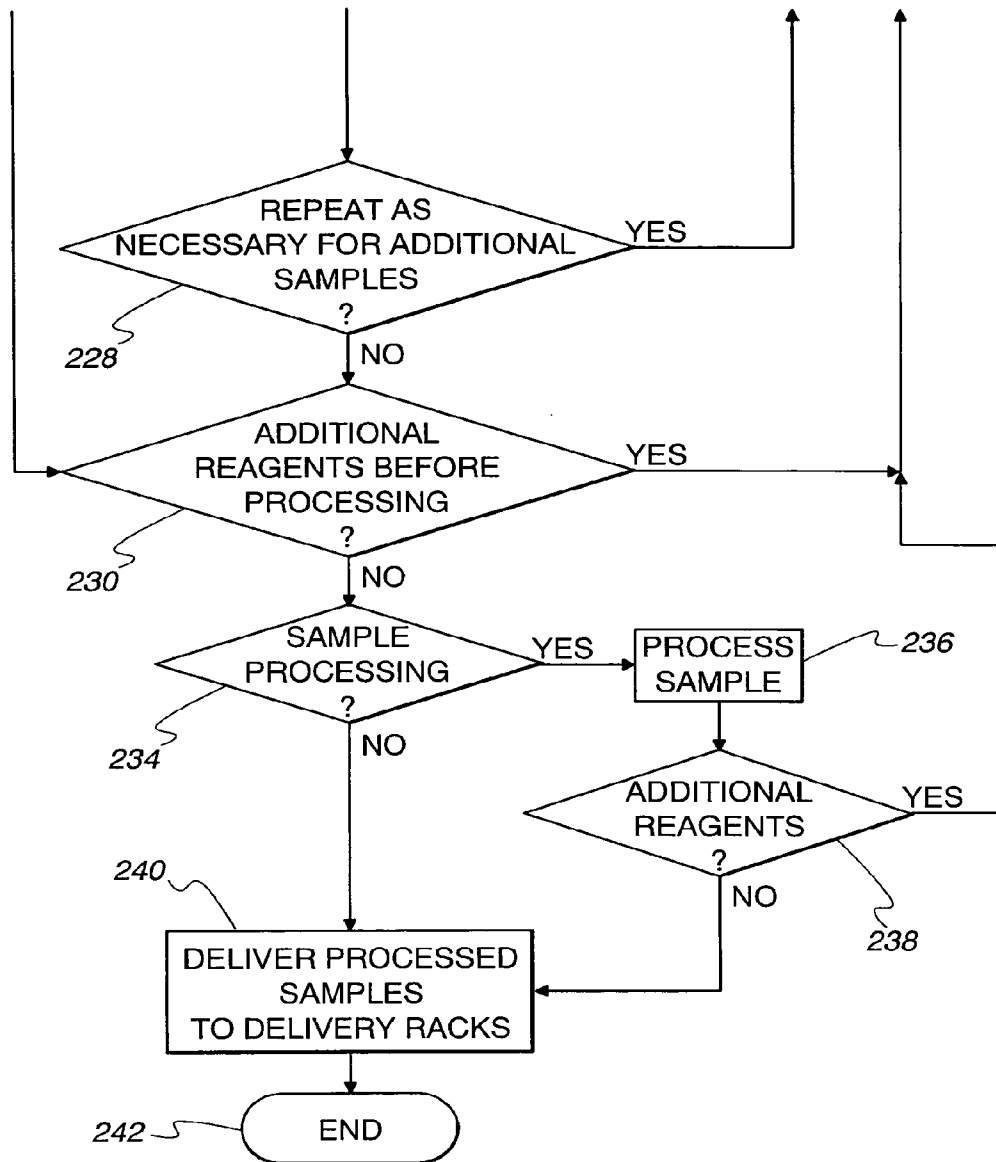 REPEAT AS
NECESSARY FOR ADDITIONAL
SAMPLES
?
YES
228
NO
ADDITIONAL
REAGENTS BEFORE
PROCESSING
?
YES
230
NO
SAMPLE
PROCESSING
?
YES
234
NO
PROCESS
SAMPLE
236
ADDITIONAL
REAGENTS
?
YES
238
NO
240
DELIVER PROCESSED
SAMPLES
TO DELIVERY RACKS
242
END